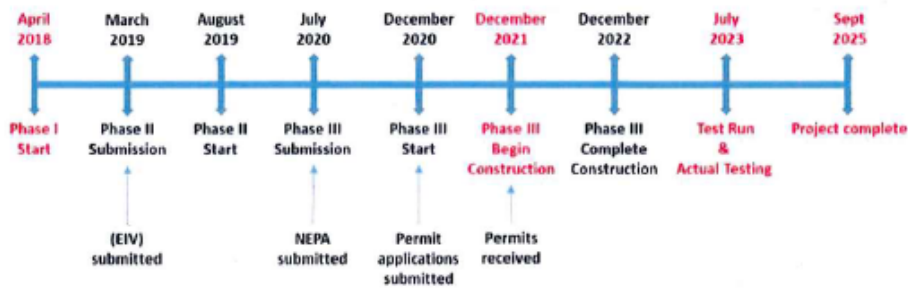 April March August July December December December July Sept
2018 2019 2019 2020 2020 2021 2022 2023 2025
Phase I Phase II Phase II Phase III Phase III Phase III Phase III Test Run Project complete
Start Submission Start Submission Start Begin Complete &
Construction Construction Actual Testing
(EIV) NEPA Permit Permits
submitted submitted applications received
submitted